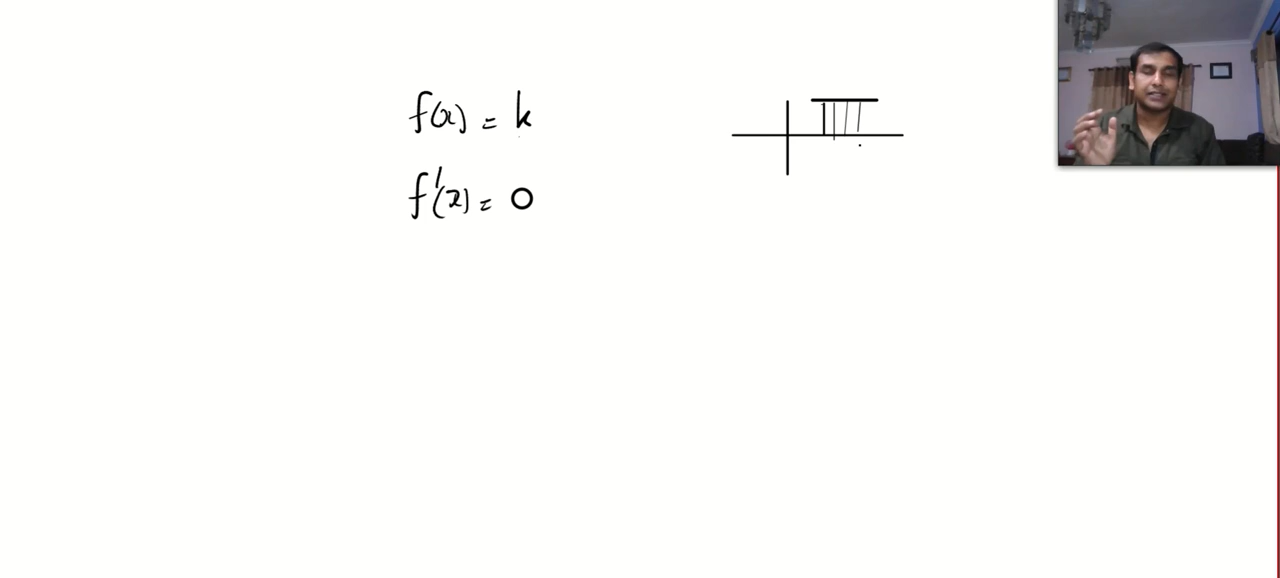 f(x) = k
f'(x) = 0